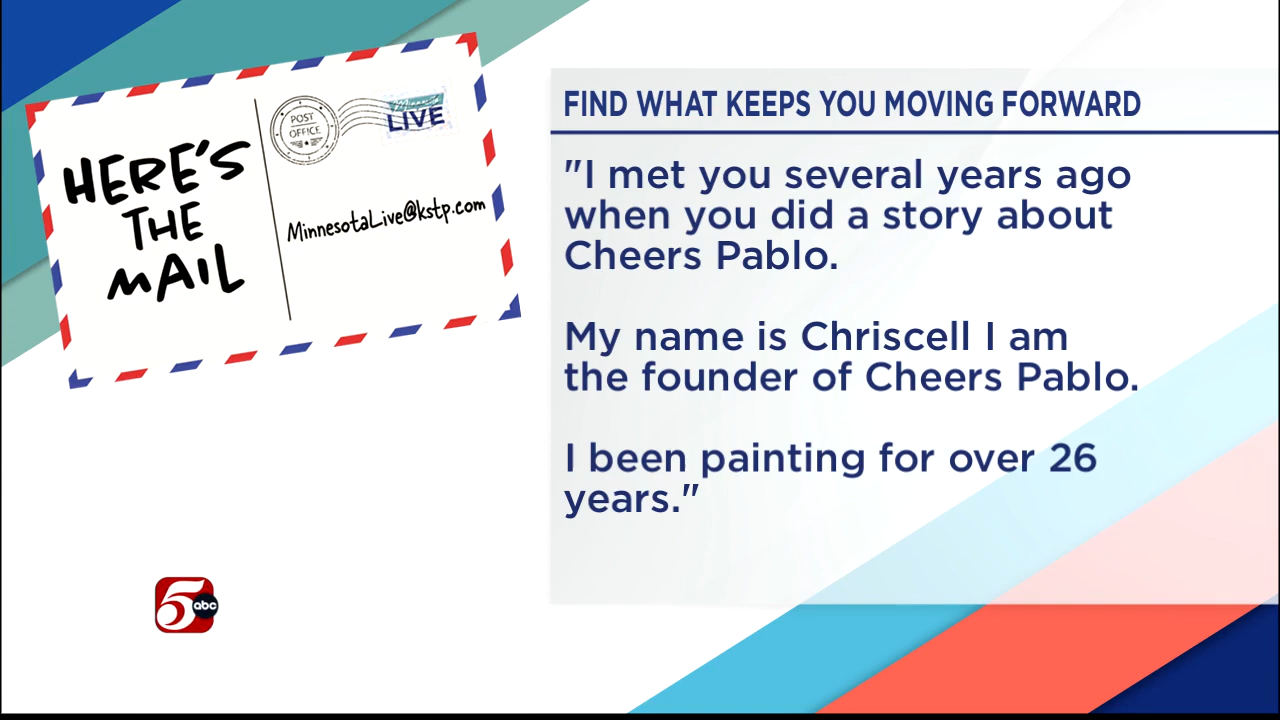 HERE'S
THE
MAIL
POST
OFFICE
Minnesota
LIVE
MinnesotaLive@kstp.com
FIND WHAT KEEPS YOU MOVING FORWARD
"I met you several years ago
when you did a story about
Cheers Pablo.
My name is Chriscell I am
the founder of Cheers Pablo.
I been painting for over 26
years."
5 abc